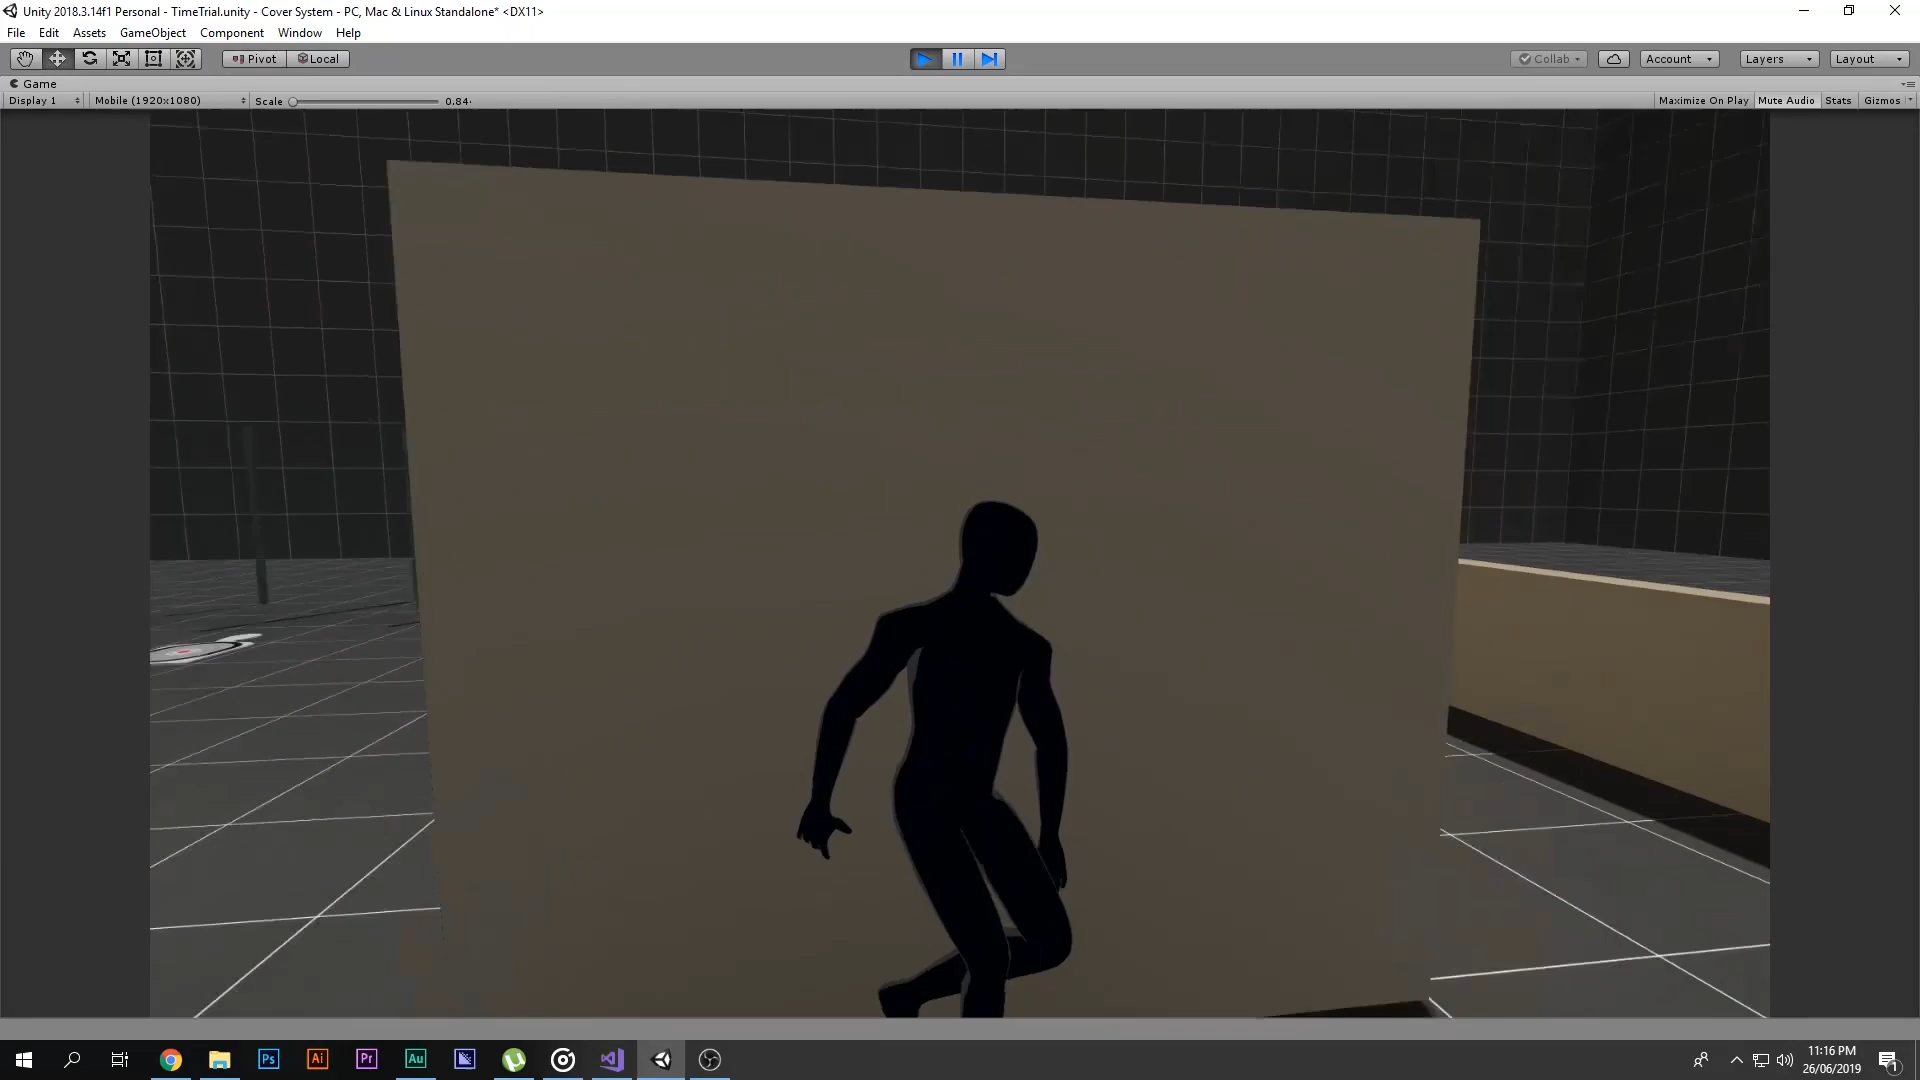 Unity 2018.3.14f1 Personal - TimeTrial.unity - Cover System - PC, Mac & Linux Standalone* <DX11>
File Edit Assets GameObject Component Window Help
Pivot Local Collab Account Layers Layout
Game
Display 1 Mobile (1920x1080) Scale 0.84 Maximize On Play Mute Audio Stats Gizmos
Ps Ai Pr Au
11:16 PM
26/06/2019
1